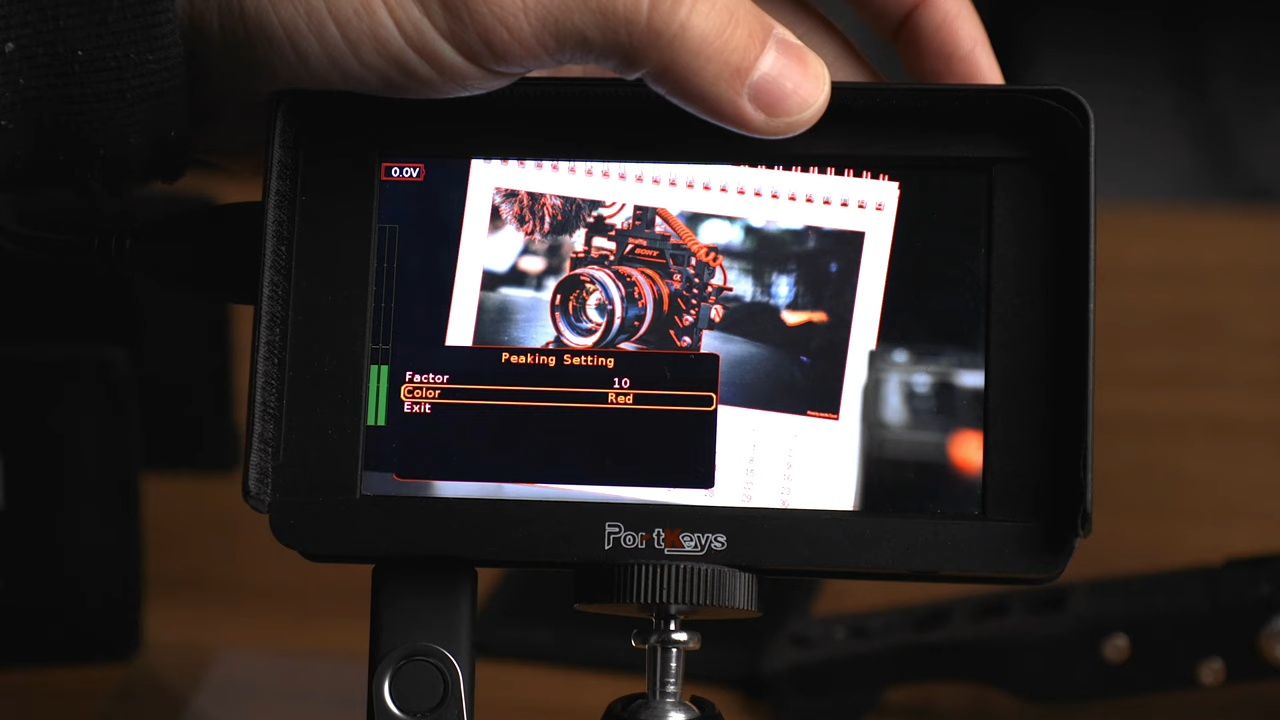 0.0V
SONY
α
Peaking Setting
Factor 10
Color Red
Exit
PortKeys